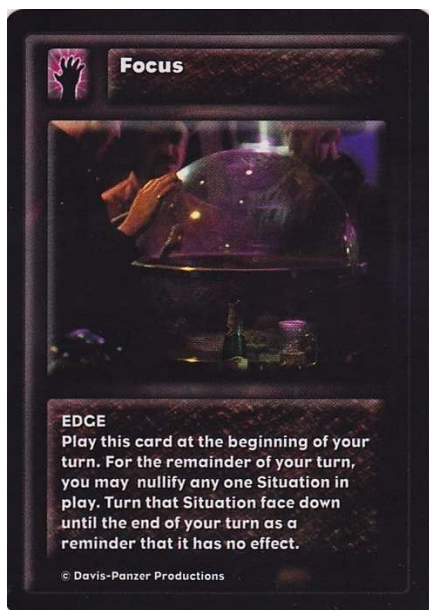 Focus
EDGE
Play this card at the beginning of your
turn. For the remainder of your turn,
you may nullify any one Situation in
play. Turn that Situation face down
until the end of your turn as a
reminder that it has no effect.
© Davis-Panzer Productions